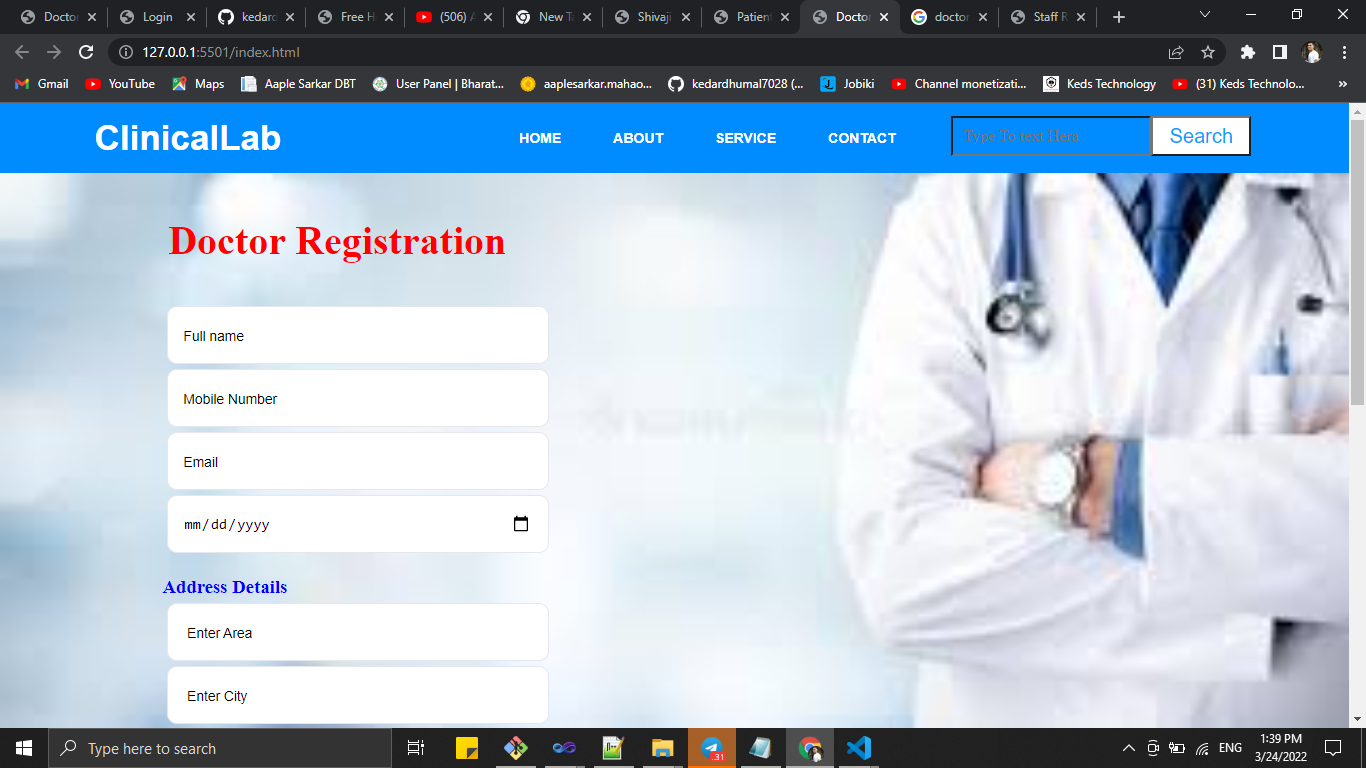 Doctor
Login
kedarc
Free H
(506) A
New Ta
Shivaji
Patient
Doctor
doctor
Staff R
127.0.0.1:5501/index.html
Gmail
YouTube
Maps
Aaple Sarkar DBT
User Panel | Bharat...
aaplesarkar.mahao...
kedardhumal7028 (...
Jobiki
Channel monetizati...
Keds Technology
(31) Keds Technolo...
»
ClinicalLab
HOME
ABOUT
SERVICE
CONTACT
Type To text Here
Search
Doctor Registration
Full name
Mobile Number
Email
mm/dd/yyyy
Address Details
Enter Area
Enter City
Type here to search
.31
ENG
1:39 PM
3/24/2022